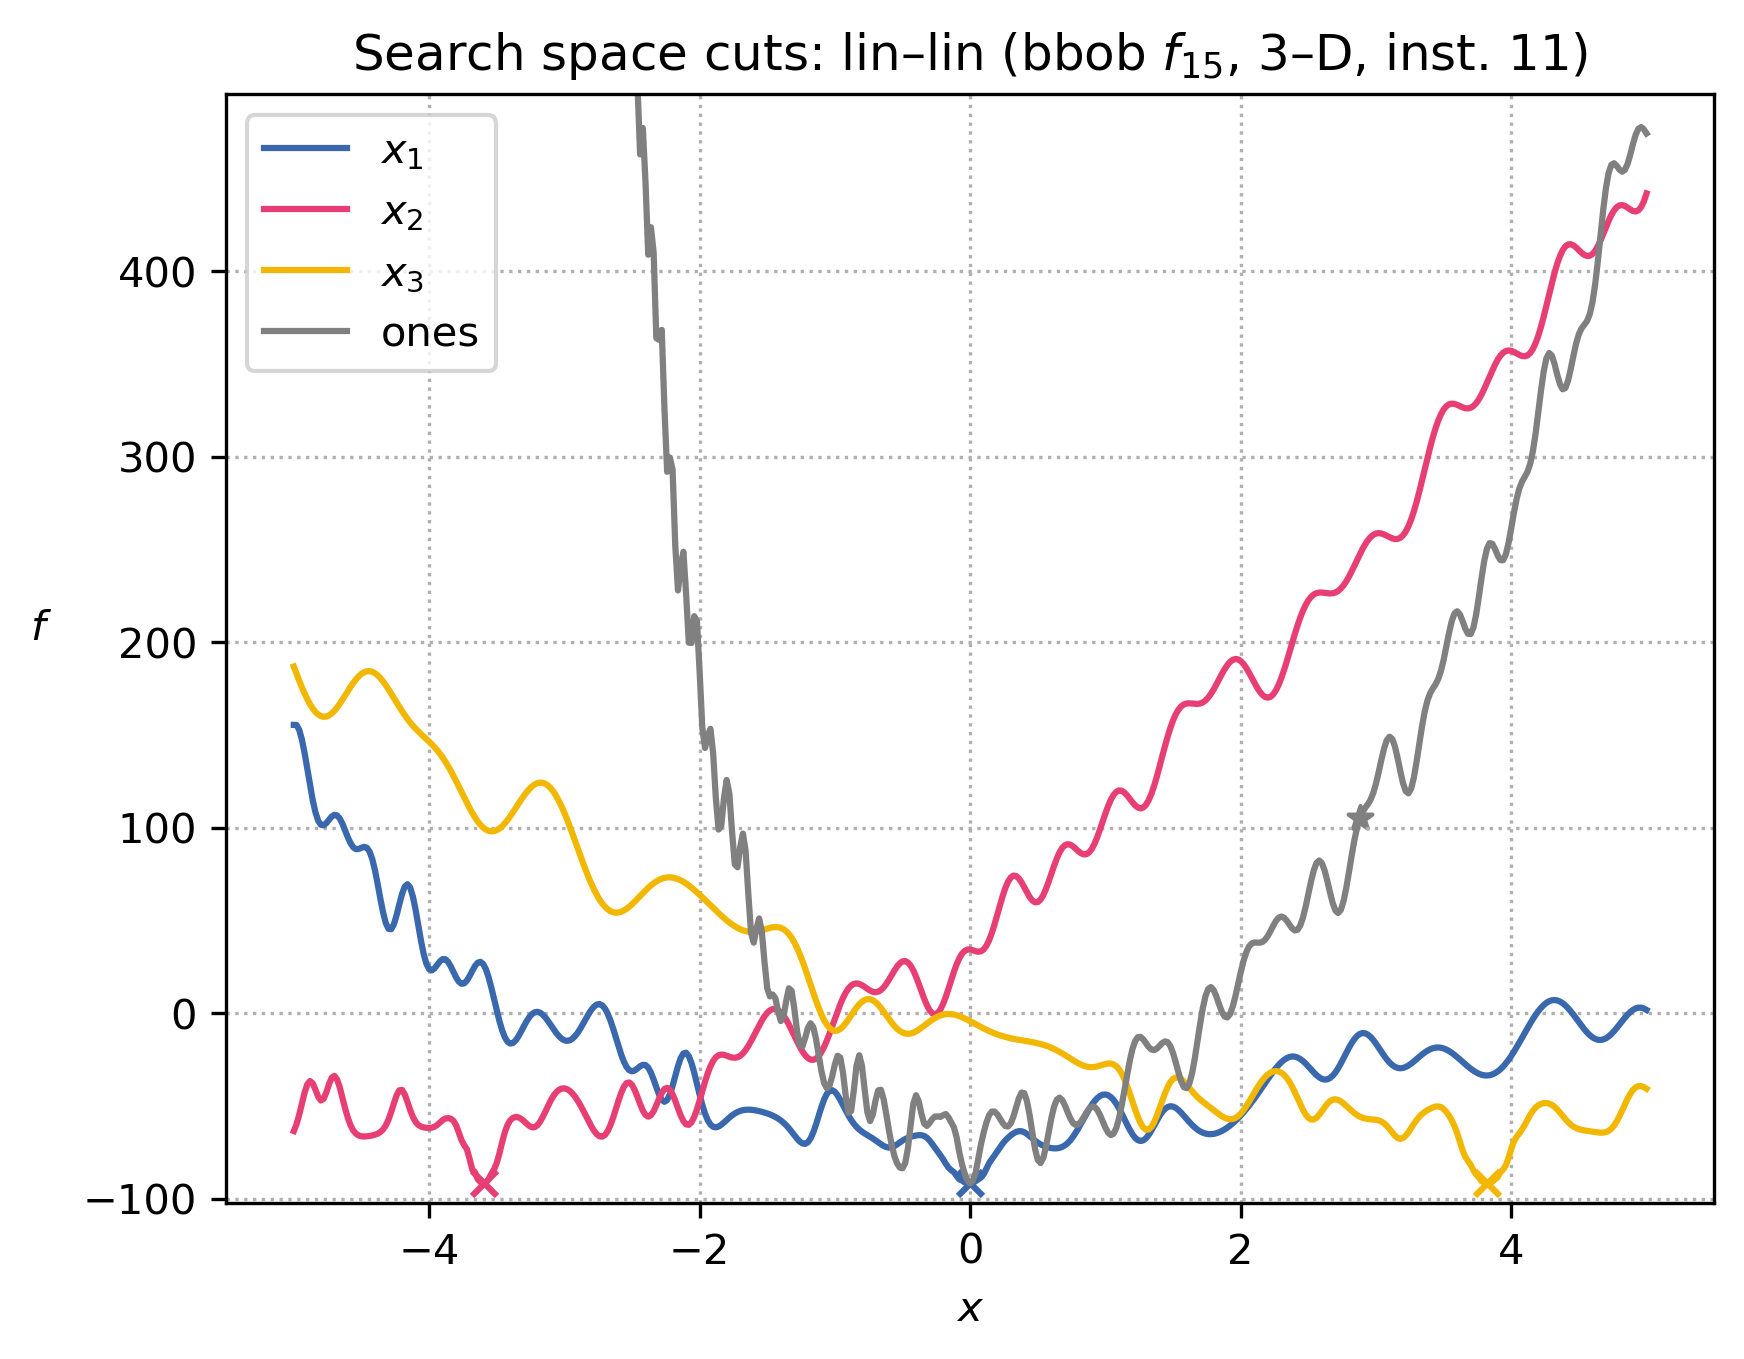 Search space cuts: lin–lin (bbob f15, 3–D, inst. 11)
x1
x2
x3
ones
400
300
200
100
0
−100
f
−4
−2
0
2
4
x